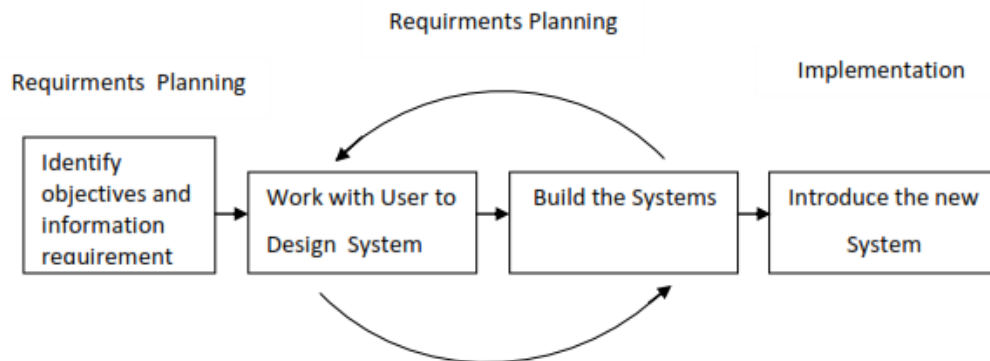 Requirments Planning
Requirments Planning
Implementation
Identify
objectives and
information
requirement
Work with User to
Design System
Build the Systems
Introduce the new
System